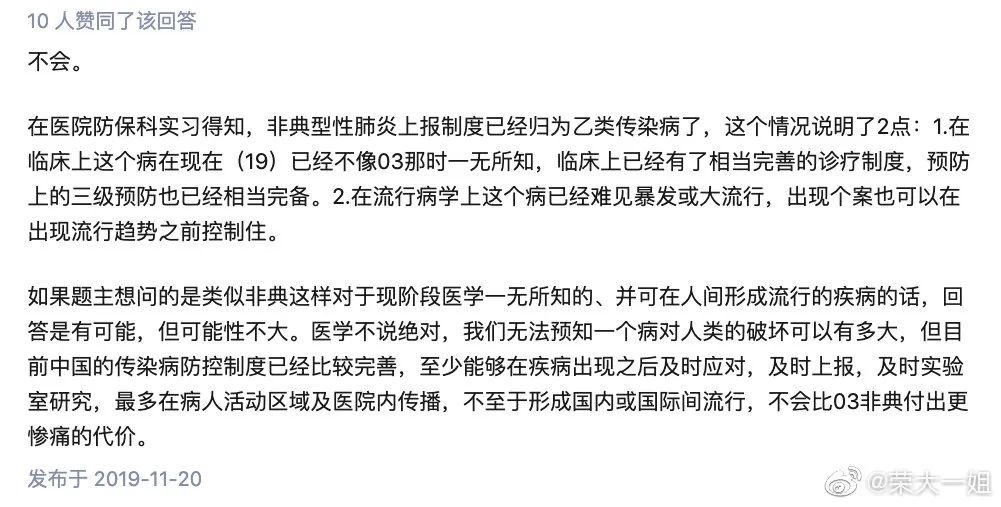 10 人赞同了该回答
不会。
在医院防保科实习得知，非典型性肺炎上报制度已经归为乙类传染病了，这个情况说明了2点：1.在
临床上这个病在现在（19）已经不像03那时一无所知，临床上已经有了相当完善的诊疗制度，预防
上的三级预防也已经相当完备。2.在流行病学上这个病已经难见暴发或大流行，出现个案也可以在
出现流行趋势之前控制住。
如果题主想问的是类似非典这样对于现阶段医学一无所知的、并可在人间形成流行的疾病的话，回
答是有可能，但可能性不大。医学不说绝对，我们无法预知一个病对人类的破坏可以有多大，但目
前中国的传染病防控制度已经比较完善，至少能够在疾病出现之后及时应对，及时上报，及时实验
室研究，最多在病人活动区域及医院内传播，不至于形成国内或国际间流行，不会比03非典付出更
惨痛的代价。
发布于 2019-11-20
@荣大一姐